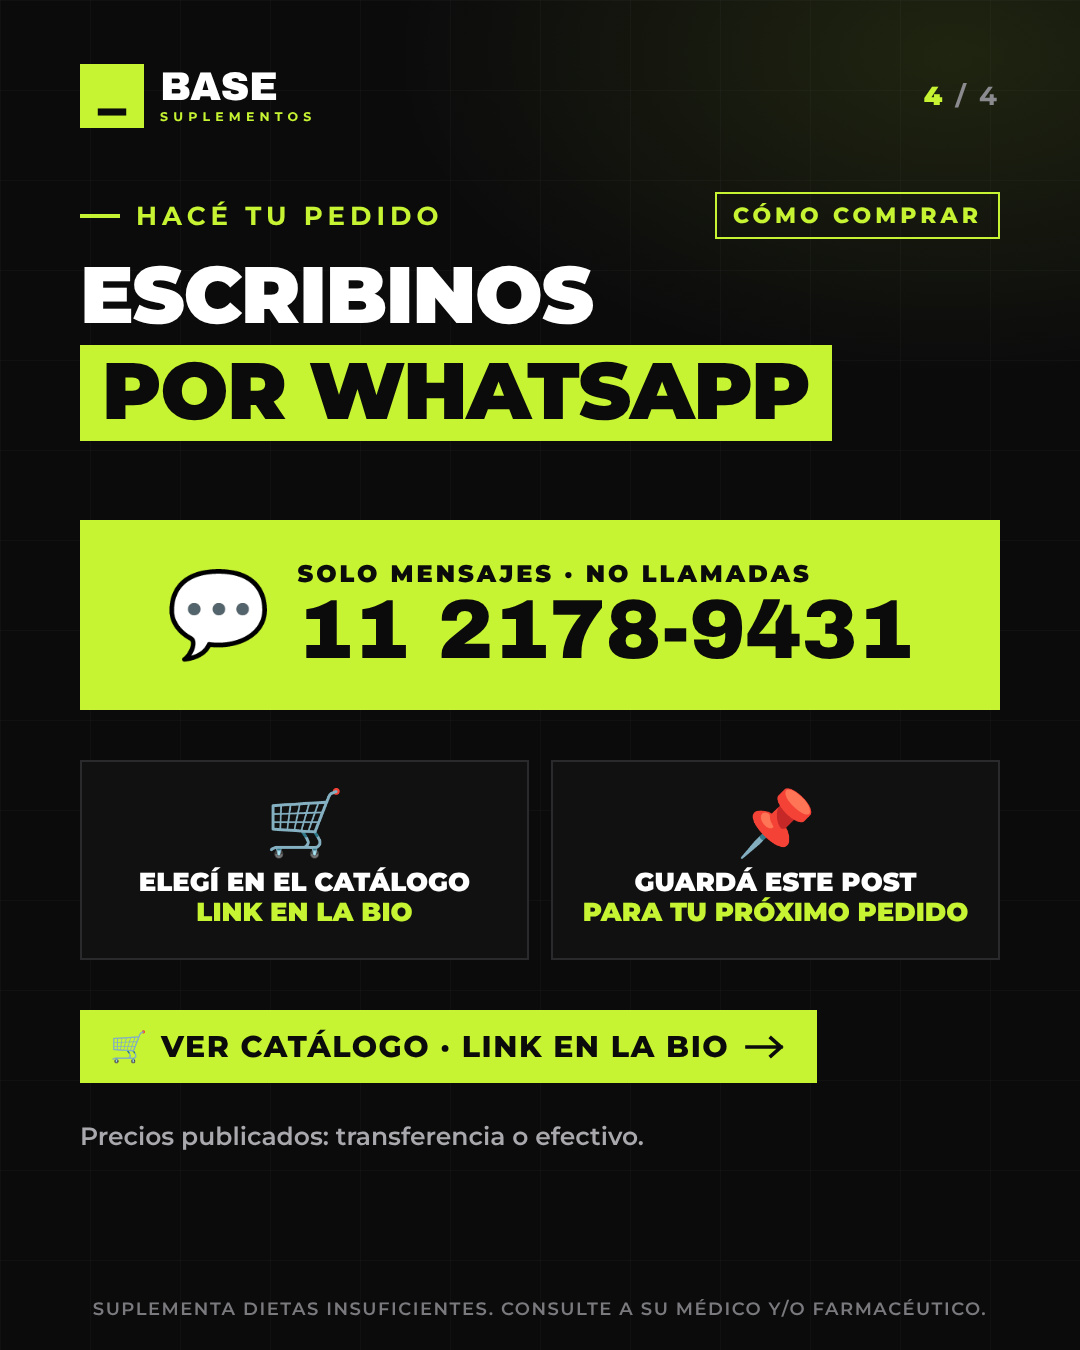 BASE
SUPLEMENTOS
4 / 4
HACÉ TU PEDIDO
CÓMO COMPRAR
ESCRIBINOS
POR WHATSAPP
SOLO MENSAJES · NO LLAMADAS
11 2178-9431
ELEGÍ EN EL CATÁLOGO
LINK EN LA BIO
GUARDÁ ESTE POST
PARA TU PRÓXIMO PEDIDO
VER CATÁLOGO · LINK EN LA BIO →
Precios publicados: transferencia o efectivo.
SUPLEMENTA DIETAS INSUFICIENTES. CONSULTE A SU MÉDICO Y/O FARMACÉUTICO.